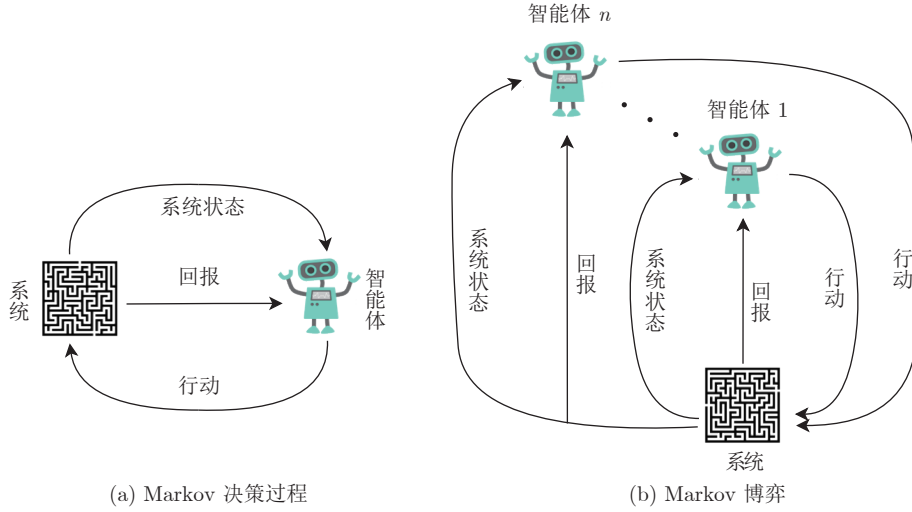 系统状态
系统
回报
智能体
行动
(a) Markov 决策过程
智能体 n
智能体 1
系统状态
回报
系统状态
回报
行动
行动
系统
(b) Markov 博弈